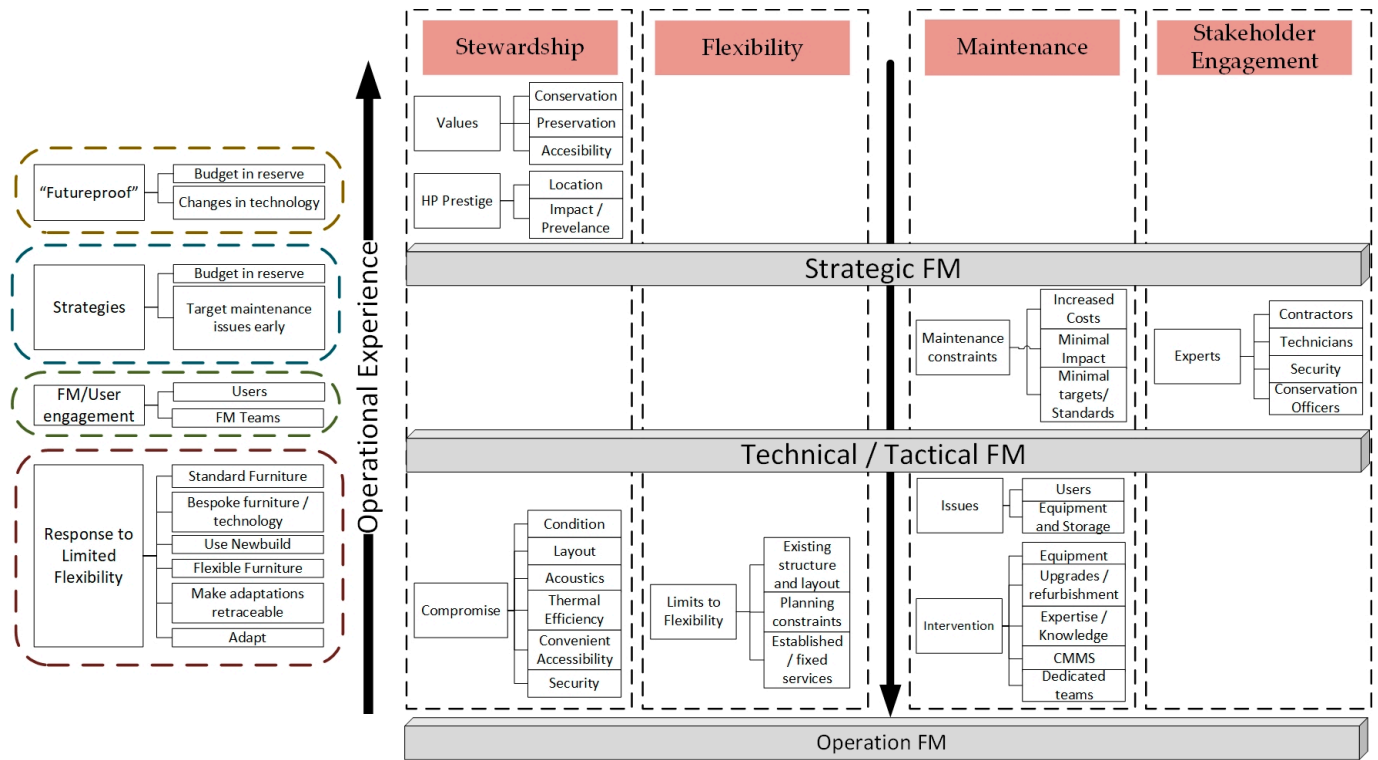 Stewardship
Flexibility
Maintenance
Stakeholder
Engagement
Values
Conservation
Preservation
Accesibility
HP Prestige
Location
Impact /
Prevelance
"Futureproof"
Budget in reserve
Changes in technology
Strategies
Budget in reserve
Target maintenance
issues early
FM/User
engagement
Users
FM Teams
Response to
Limited
Flexibility
Standard Furniture
Bespoke furniture /
technology
Use Newbuild
Flexible Furniture
Make adaptations
retraceable
Adapt
Operational Experience
Strategic FM
Maintenance
constraints
Increased
Costs
Minimal
Impact
Minimal
targets/
Standards
Experts
Contractors
Technicians
Security
Conservation
Officers
Technical / Tactical FM
Compromise
Condition
Layout
Acoustics
Thermal
Efficiency
Convenient
Accessibility
Security
Limits to
Flexibility
Existing
structure
and layout
Planning
constraints
Established
/ fixed
services
Issues
Users
Equipment
and Storage
Intervention
Equipment
Upgrades /
refurbishment
Expertise /
Knowledge
CMMS
Dedicated
teams
Operation FM